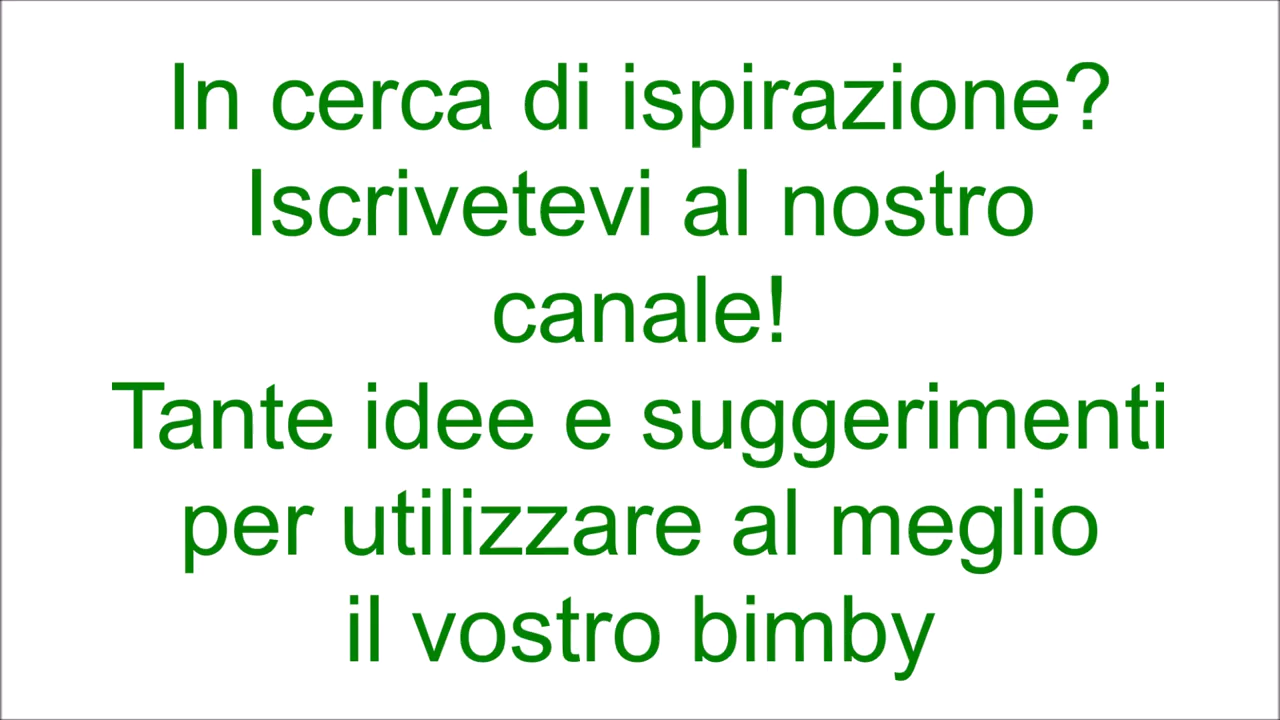 In cerca di ispirazione?
Iscrivetevi al nostro
canale!
Tante idee e suggerimenti
per utilizzare al meglio
il vostro bimby